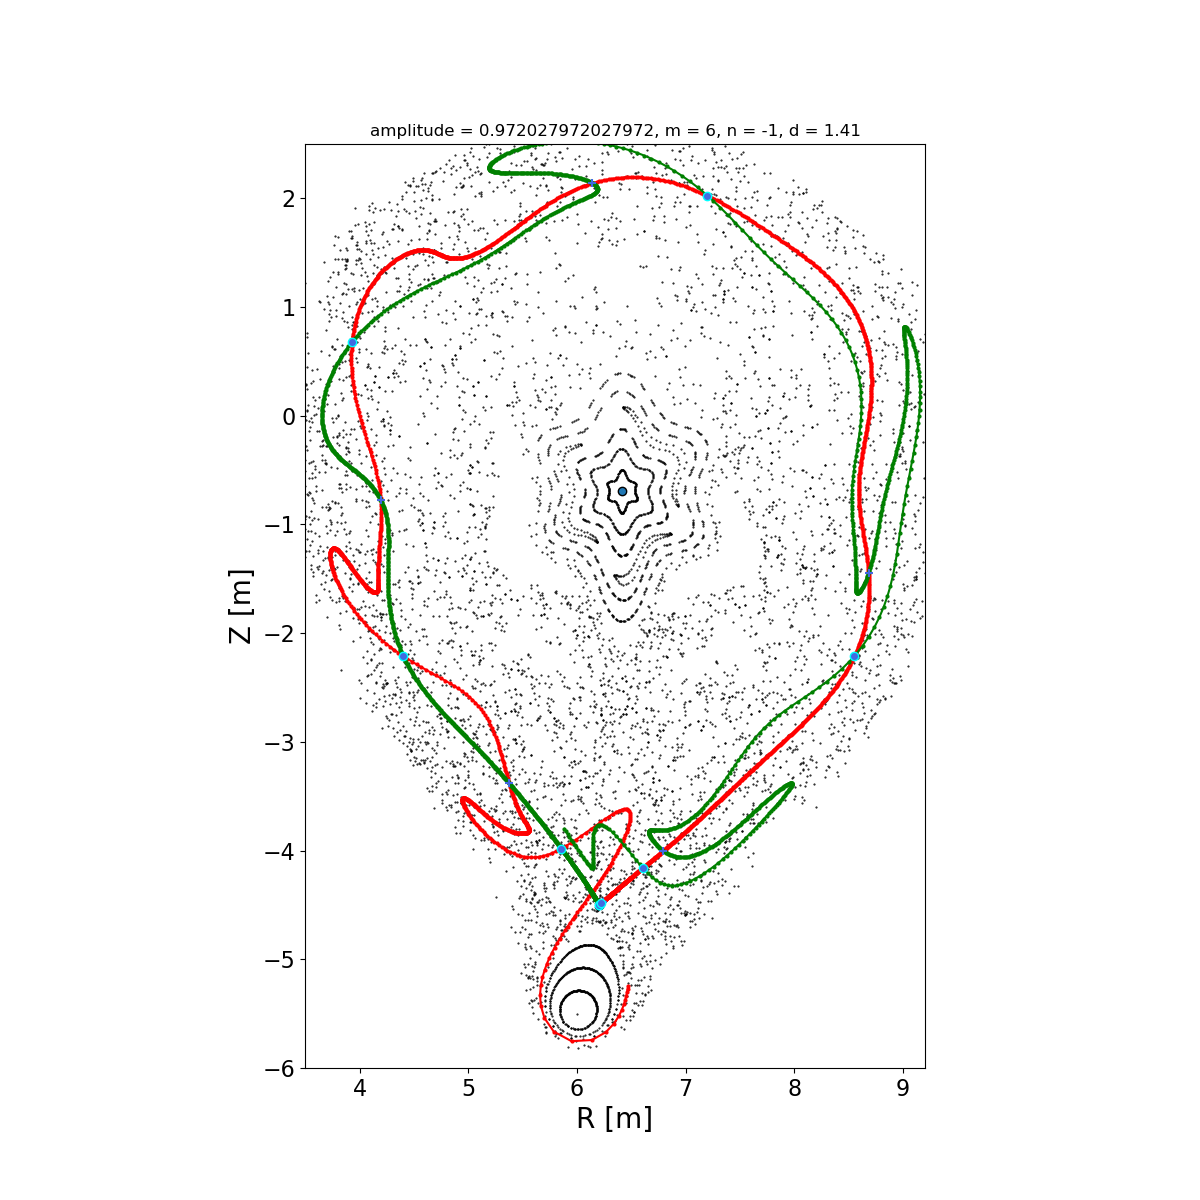 amplitude = 0.972027972027972, m = 6, n = -1, d = 1.41
2
1
0
−1
−2
−3
−4
−5
−6
Z [m]
4 5 6 7 8 9
R [m]